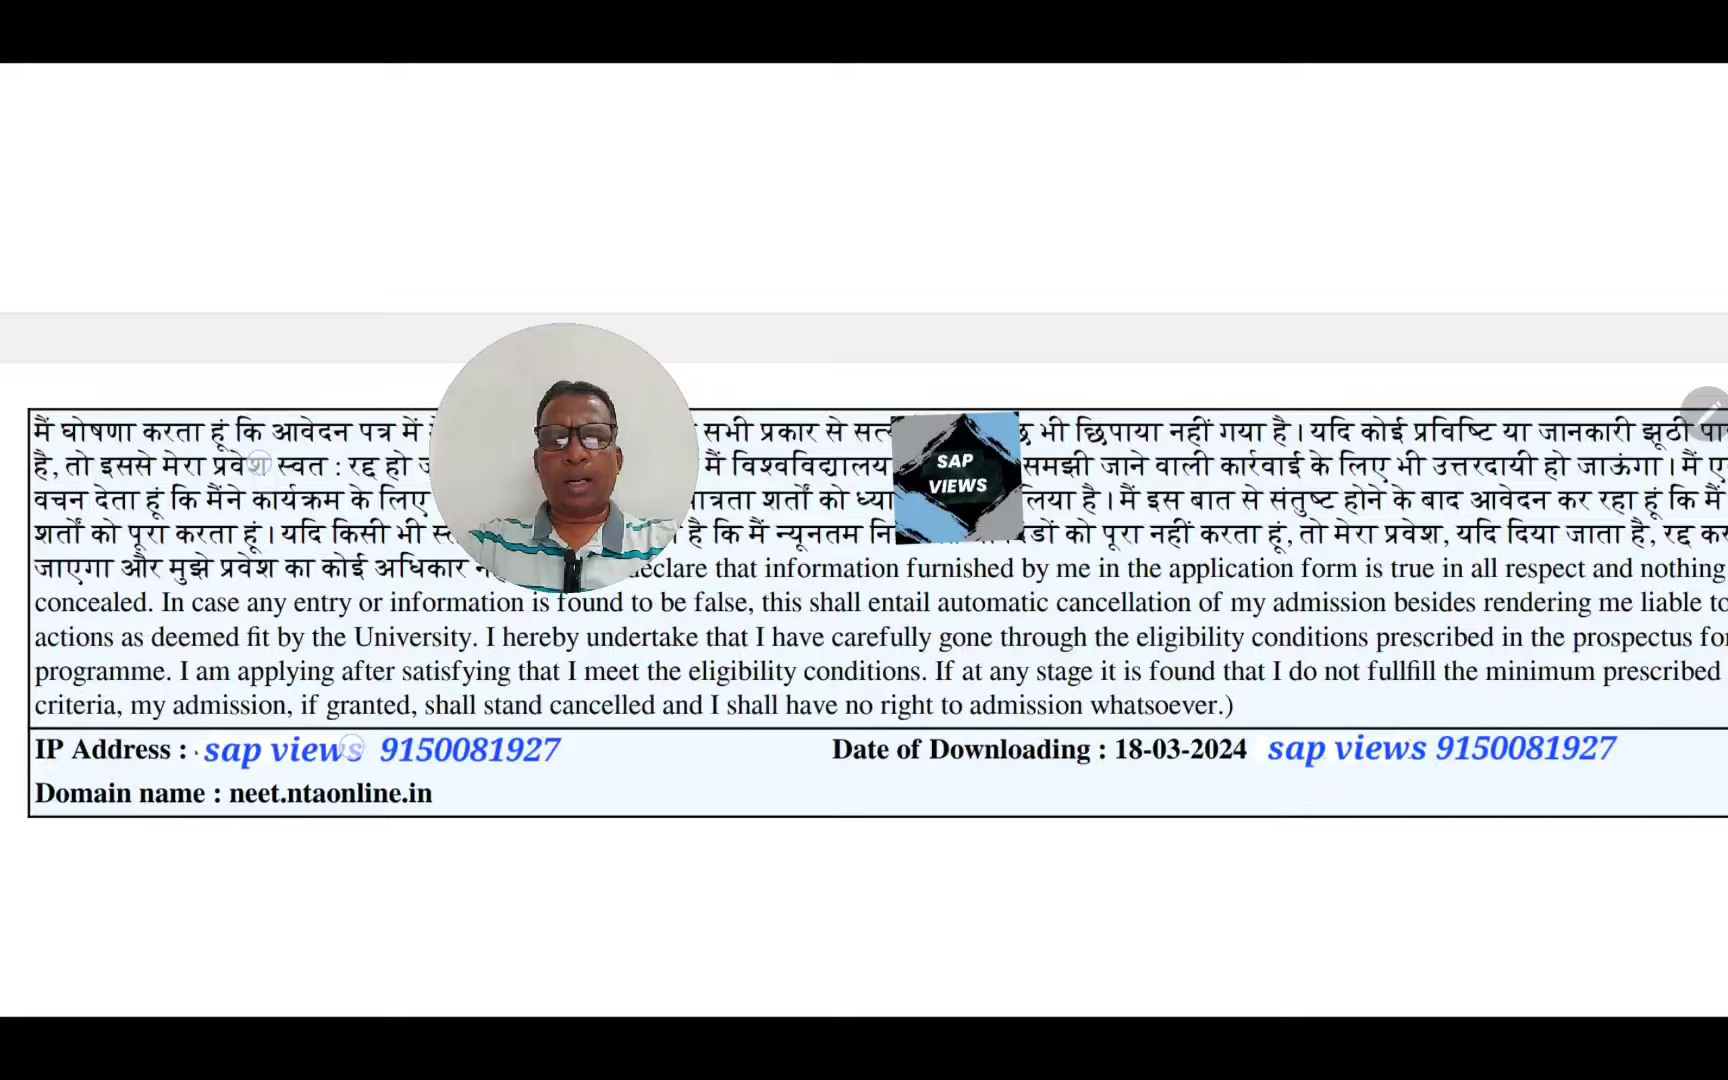 मैं घोषणा करता हूं कि आवेदन पत्र में सभी प्रकार से सत्य भी छिपाया नहीं गया है। यदि कोई प्रविष्टि या जानकारी झूठी
है, तो इससे मेरा प्रवेश स्वत : रद्द हो मैं विश्वविद्यालय समझी जाने वाली कार्रवाई के लिए भी उत्तरदायी हो जाऊंगा। मैं
वचन देता हूं कि मैंने कार्यक्रम के लिए शर्तों को लिया है। मैं इस बात से संतुष्ट होने के बाद आवेदन कर रहा हूं कि मैं
शर्तों को पूरा करता हूं। यदि किसी भी है कि मैं न्यूनतम को पूरा नहीं करता हूं, तो मेरा प्रवेश, यदि दिया जाता है, रद्द
जाएगा और मुझे प्रवेश का कोई अधिकार declare that information furnished by me in the application form is true in all respect and nothing
concealed. In case any entry or information is found to be false, this shall entail automatic cancellation of my admission besides rendering me liable to
actions as deemed fit by the University. I hereby undertake that I have carefully gone through the eligibility conditions prescribed in the prospectus for
programme. I am applying after satisfying that I meet the eligibility conditions. If at any stage it is found that I do not fullfill the minimum prescribed
criteria, my admission, if granted, shall stand cancelled and I shall have no right to admission whatsoever.)
SAP
VIEWS
IP Address : sap views 9150081927 Date of Downloading : 18-03-2024 sap views 9150081927
Domain name : neet.ntaonline.in